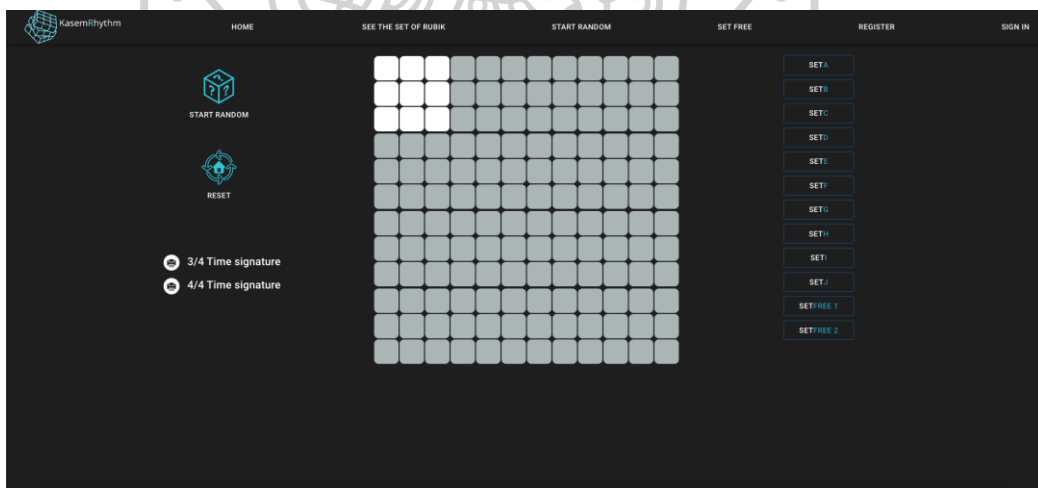 KasemRhythm
HOME
SEE THE SET OF RUBIK
START RANDOM
SET FREE
REGISTER
SIGN IN
START RANDOM
RESET
3/4 Time signature
4/4 Time signature
SETA
SETB
SETC
SETD
SETE
SETF
SETG
SETH
SETI
SETJ
SETFREE 1
SETFREE 2